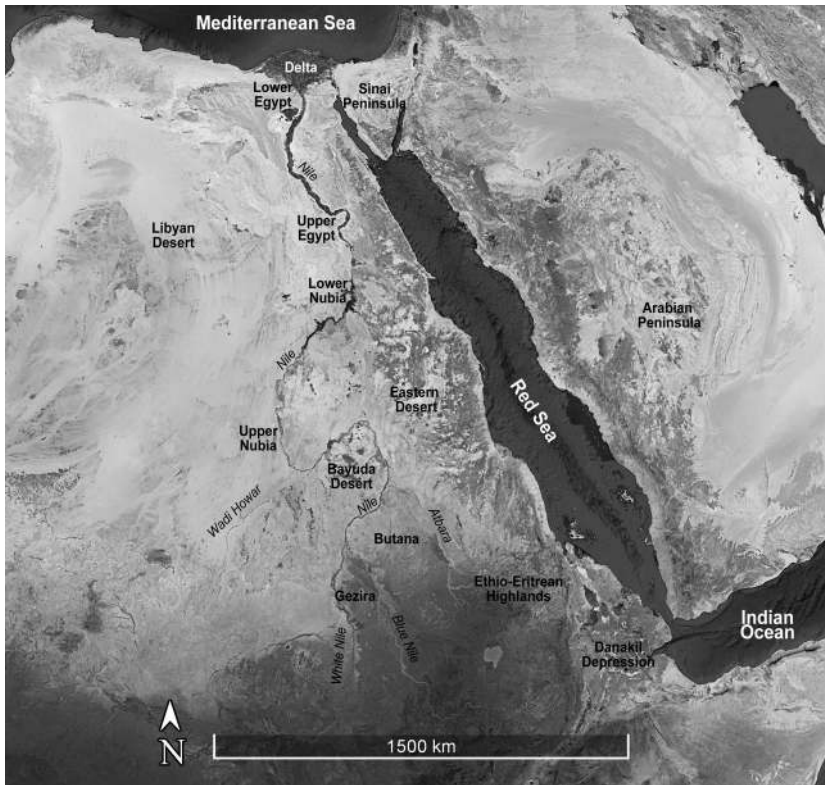 Mediterranean Sea
Delta
Lower
Egypt
Sinai
Peninsula
Nile
Libyan
Desert
Upper
Egypt
Lower
Nubia
Arabian
Peninsula
Nile
Eastern
Desert
Red Sea
Upper
Nubia
Bayuda
Desert
Wadi Howar
Nile
Atbara
Butana
Gezira
Ethio-Eritrean
Highlands
White Nile
Blue Nile
Danakil
Depression
Indian
Ocean
N
1500 km